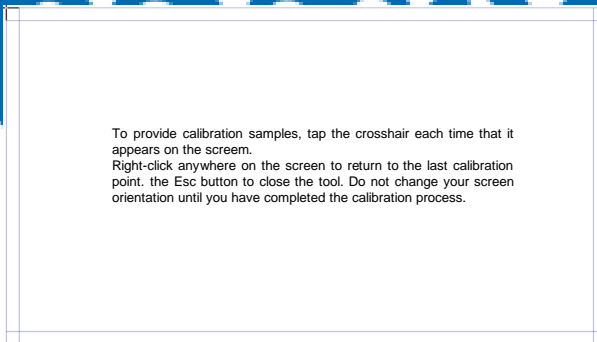 To provide calibration samples, tap the crosshair each time that it
appears on the screem.
Right-click anywhere on the screen to return to the last calibration
point. the Esc button to close the tool. Do not change your screen
orientation until you have completed the calibration process.